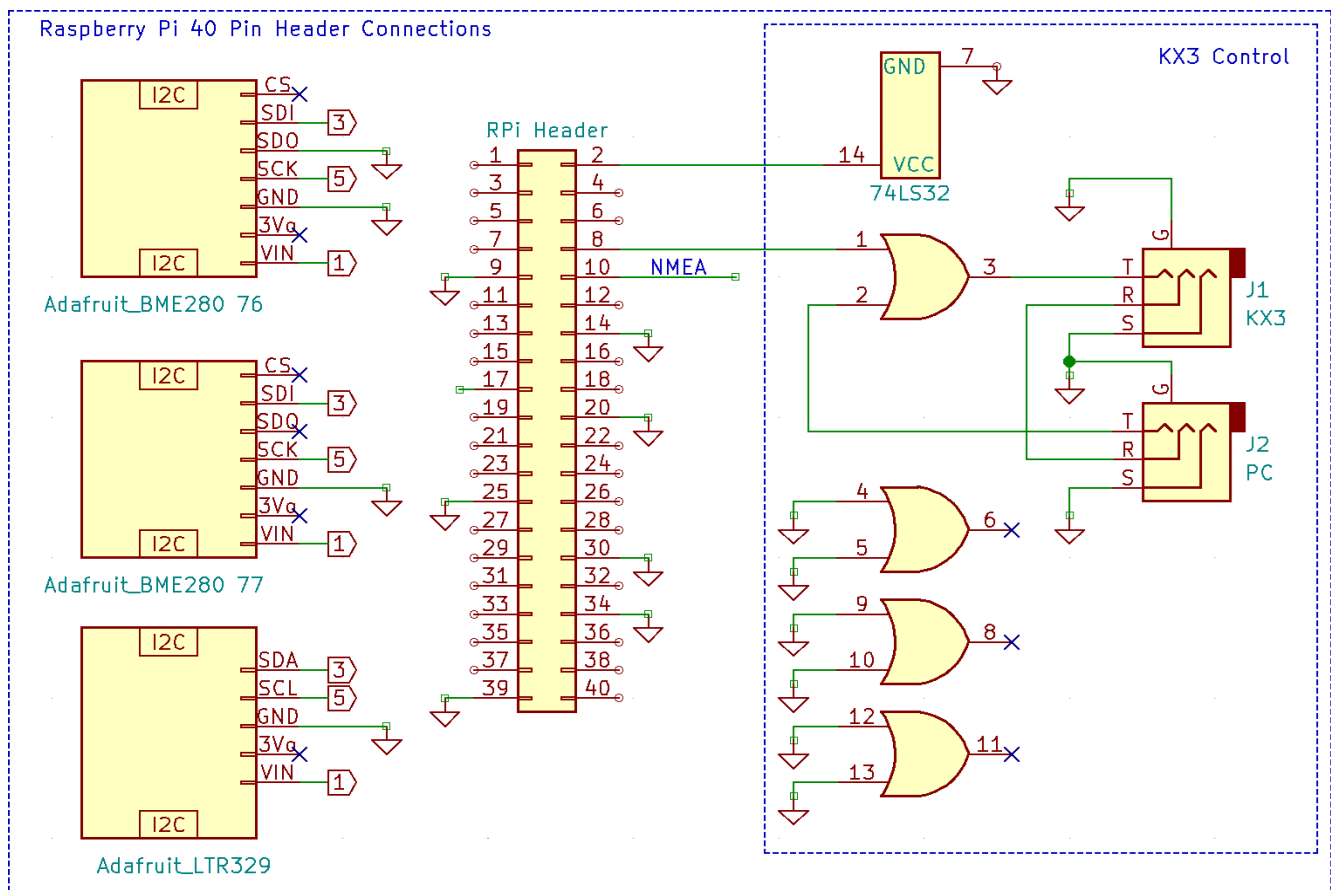 Raspberry Pi 40 Pin Header Connections
I2C
CS
SDI 3
SDO
SCK 5
GND
3Vo
VIN 1
I2C
Adafruit_BME280 76
I2C
CS
SDI 3
SDO
SCK 5
GND
3Vo
VIN 1
I2C
Adafruit_BME280 77
I2C
SDA 3
SCL 5
GND
3Vo
VIN 1
I2C
Adafruit_LTR329
RPi Header
1 2
3 4
5 6
7 8
9 10 NMEA
11 12
13 14
15 16
17 18
19 20
21 22
23 24
25 26
27 28
29 30
31 32
33 34
35 36
37 38
39 40
KX3 Control
GND 7
14 VCC
74LS32
1
2
3
G
T
R
S
J1
KX3
G
T
R
S
J2
PC
4
5
6
9
10
8
12
13
11